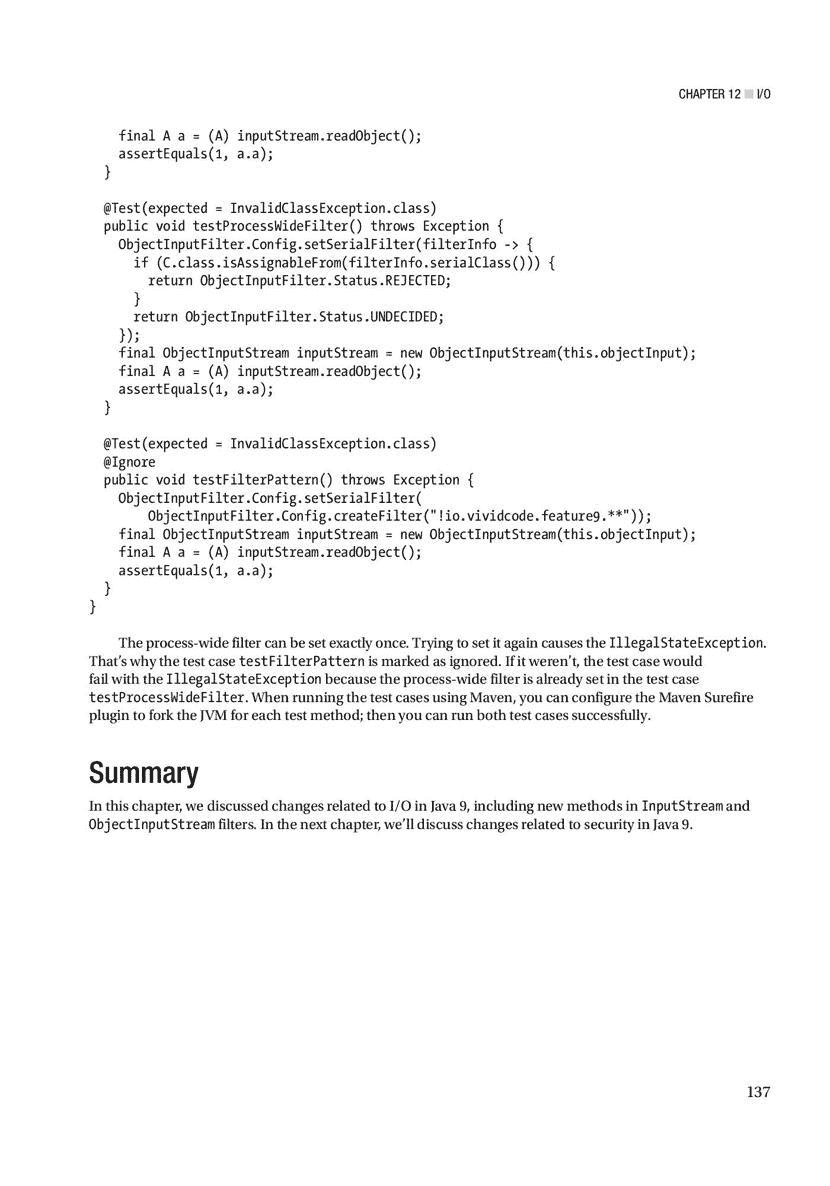 CHAPTER 12 ■ I/O
    final A a = (A) inputStream.readObject();
    assertEquals(1, a.a);
  }
  @Test(expected = InvalidClassException.class)
  public void testProcessWideFilter() throws Exception {
    ObjectInputFilter.Config.setSerialFilter(filterInfo -> {
      if (C.class.isAssignableFrom(filterInfo.serialClass())) {
        return ObjectInputFilter.Status.REJECTED;
      }
      return ObjectInputFilter.Status.UNDECIDED;
    });
    final ObjectInputStream inputStream = new ObjectInputStream(this.objectInput);
    final A a = (A) inputStream.readObject();
    assertEquals(1, a.a);
  }
  @Test(expected = InvalidClassException.class)
  @Ignore
  public void testFilterPattern() throws Exception {
    ObjectInputFilter.Config.setSerialFilter(
        ObjectInputFilter.Config.createFilter("!io.vividcode.feature9.**"));
    final ObjectInputStream inputStream = new ObjectInputStream(this.objectInput);
    final A a = (A) inputStream.readObject();
    assertEquals(1, a.a);
  }
}
The process-wide filter can be set exactly once. Trying to set it again causes the IllegalStateException.
That's why the test case testFilterPattern is marked as ignored. If it weren't, the test case would
fail with the IllegalStateException because the process-wide filter is already set in the test case
testProcessWideFilter. When running the test cases using Maven, you can configure the Maven Surefire
plugin to fork the JVM for each test method; then you can run both test cases successfully.
Summary
In this chapter, we discussed changes related to I/O in Java 9, including new methods in InputStream and
ObjectInputStream filters. In the next chapter, we'll discuss changes related to security in Java 9.
137